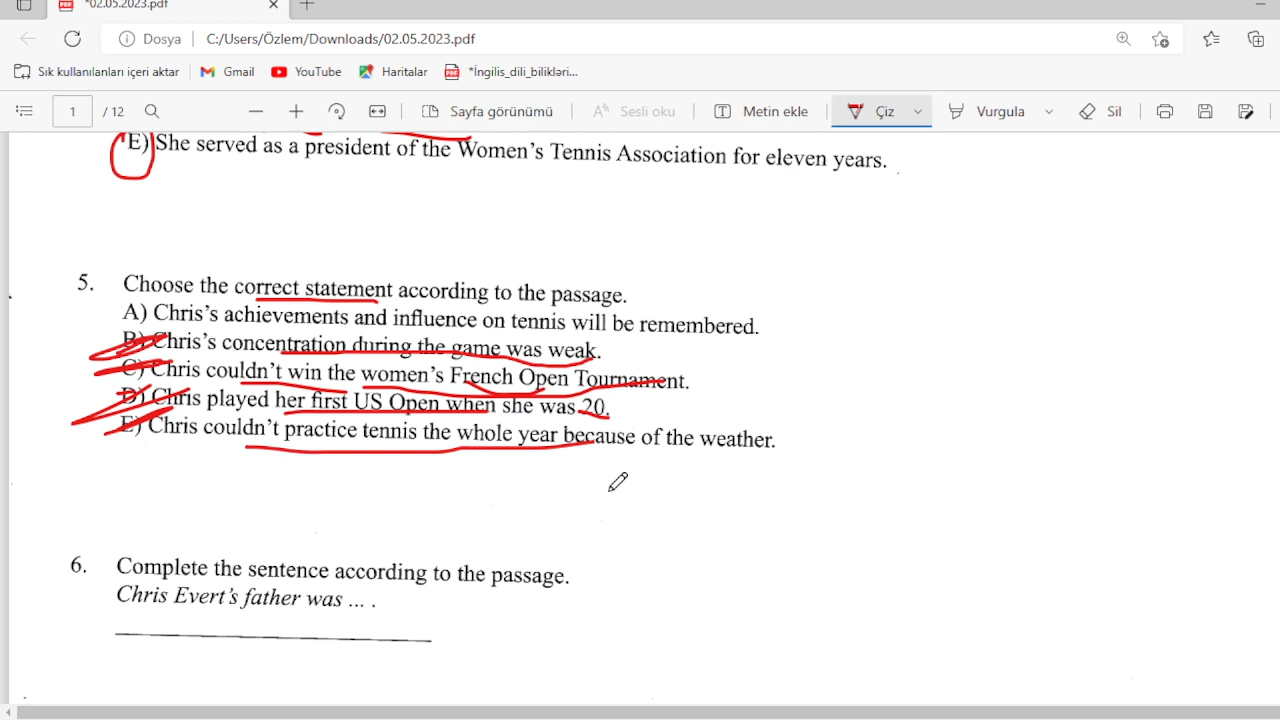 *02.05.2023.pdf
Dosya C:/Users/Özlem/Downloads/02.05.2023.pdf
Sık kullanılanları içeri aktar Gmail YouTube Haritalar *İngilis_dili_bilikləri...
1 / 12 Sayfa görünümü Sesli oku Metin ekle Çiz Vurgula Sil
E) She served as a president of the Women's Tennis Association for eleven years.
5. Choose the correct statement according to the passage.
A) Chris's achievements and influence on tennis will be remembered.
B) Chris's concentration during the game was weak.
C) Chris couldn't win the women's French Open Tournament.
D) Chris played her first US Open when she was 20.
E) Chris couldn't practice tennis the whole year because of the weather.
6. Complete the sentence according to the passage.
Chris Evert's father was ... .